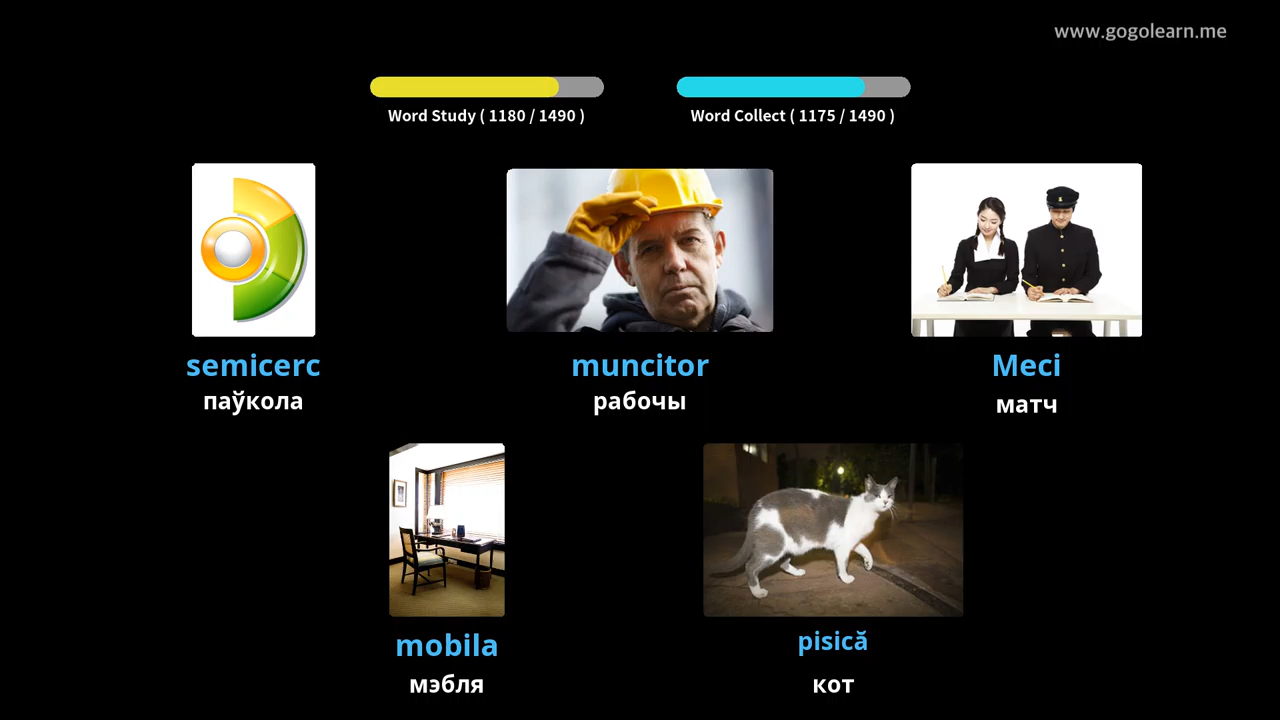 www.gogolearn.me
Word Study ( 1180 / 1490 )
Word Collect ( 1175 / 1490 )
semicerc
паўкола
muncitor
рабочы
Meci
матч
mobila
мэбля
pisică
кот